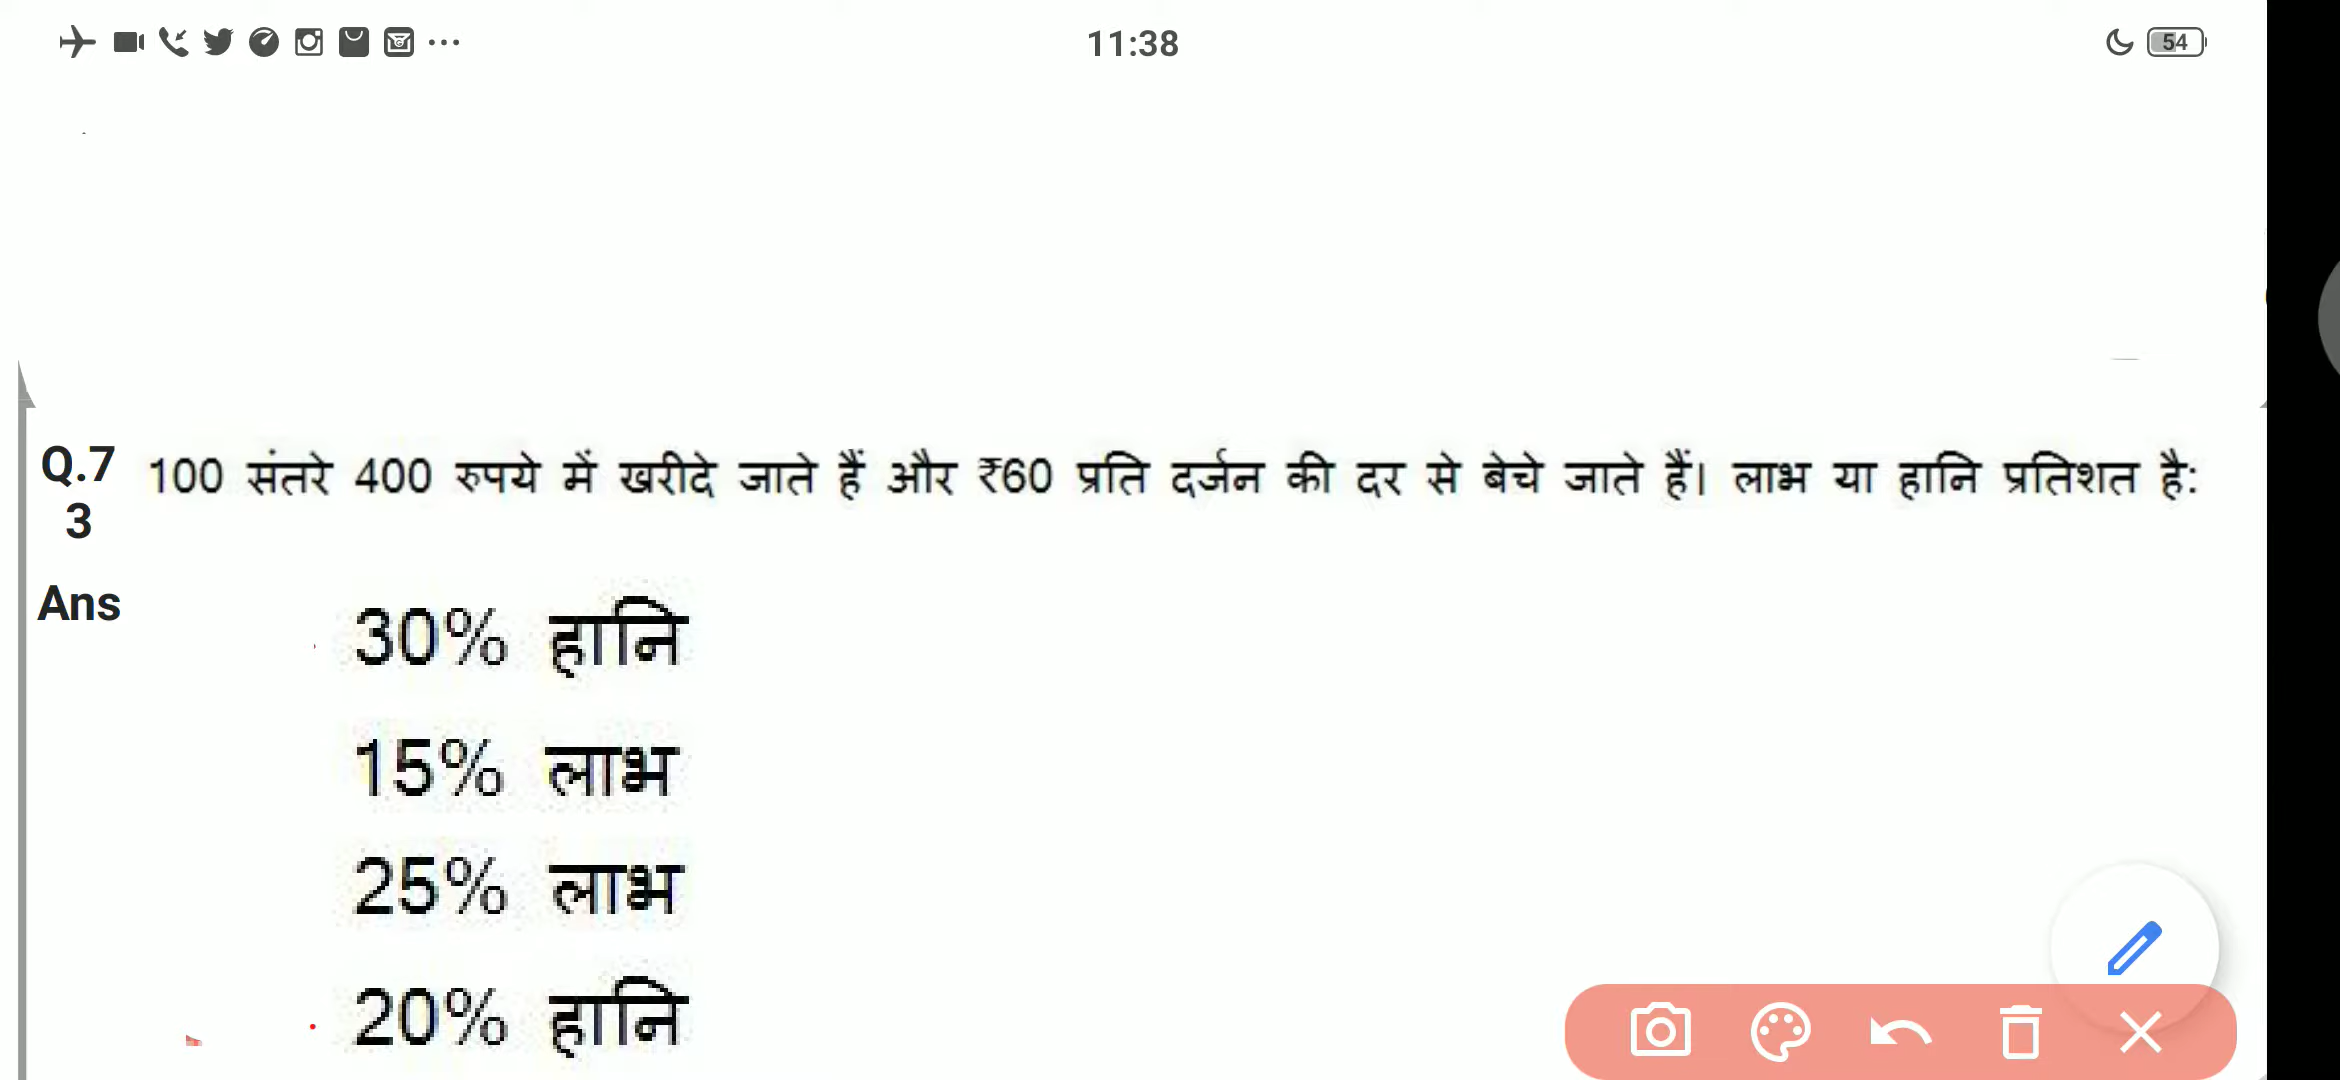 11:38
54
Q.7
3
100 संतरे 400 रुपये में खरीदे जाते हैं और ₹60 प्रति दर्जन की दर से बेचे जाते हैं। लाभ या हानि प्रतिशत है:
Ans
30% हानि
15% लाभ
25% लाभ
20% हानि